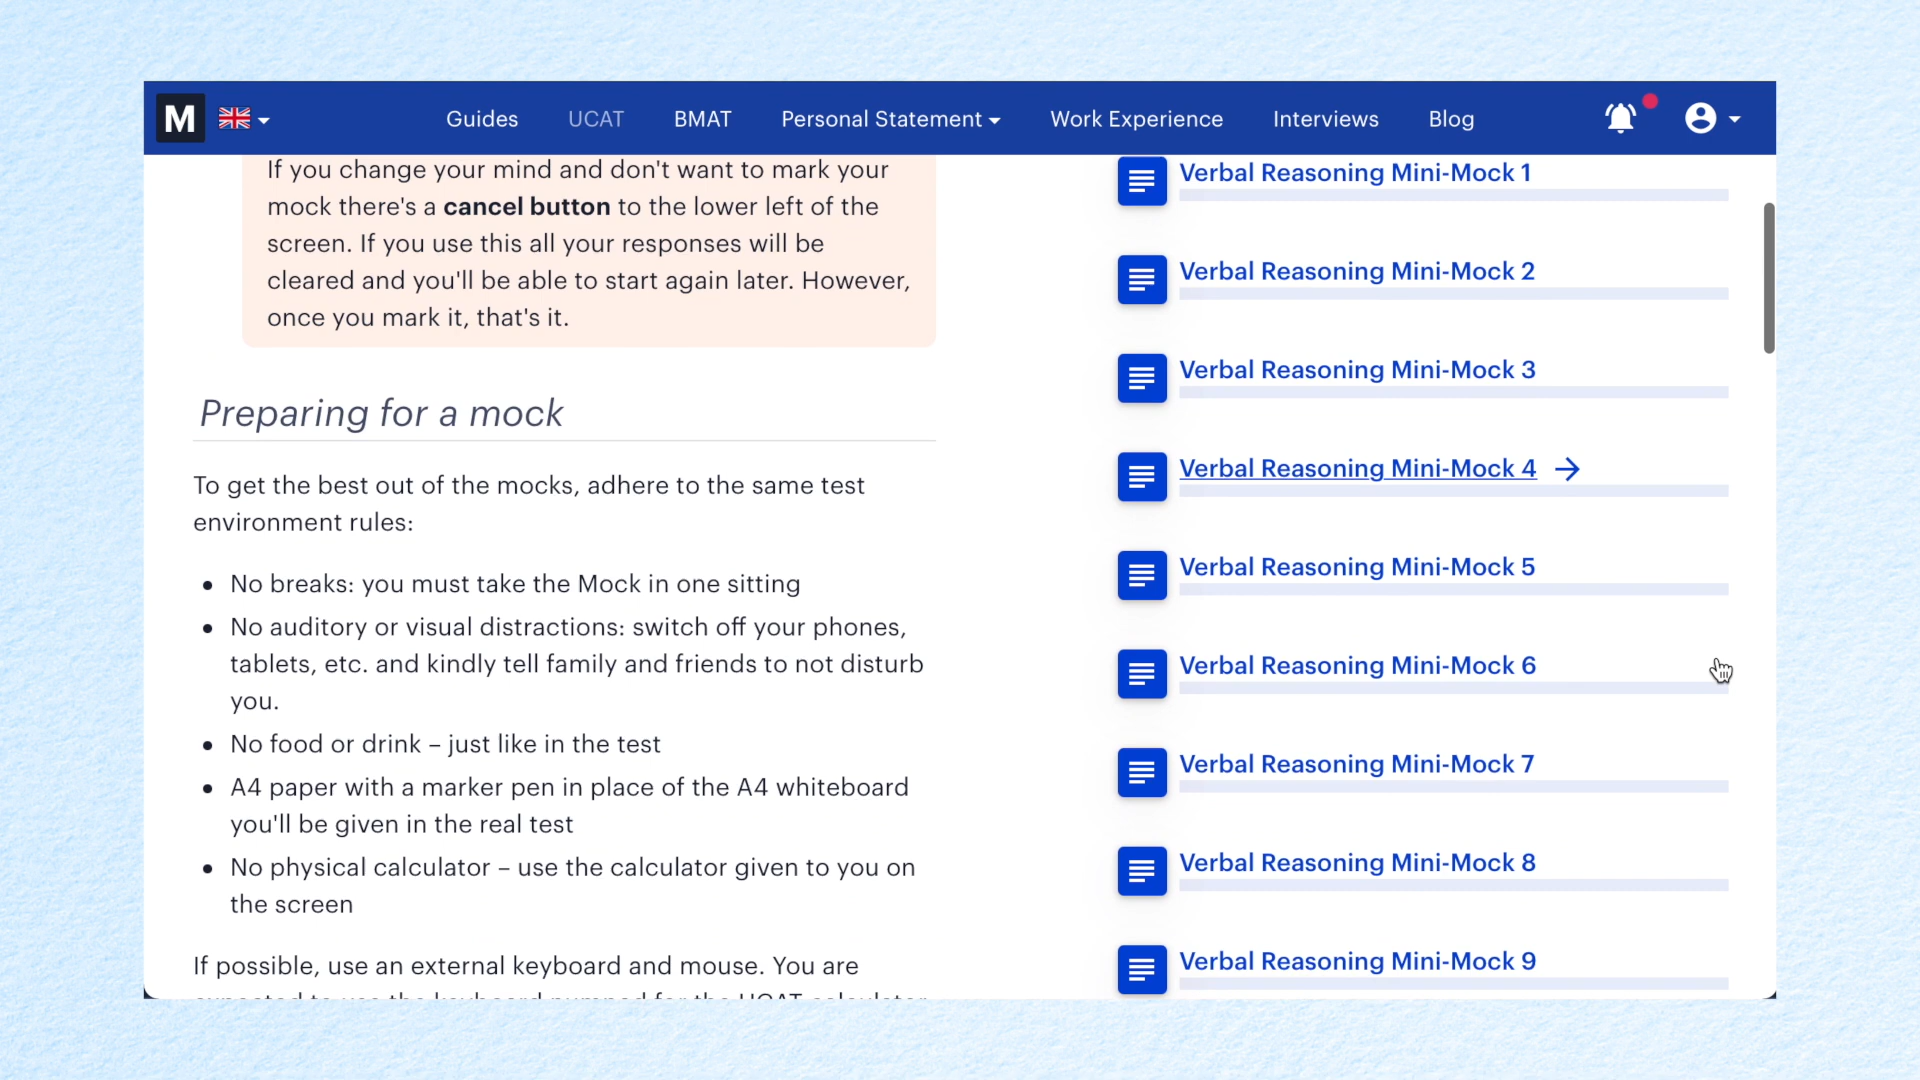 M
Guides UCAT BMAT Personal Statement Work Experience Interviews Blog
If you change your mind and don't want to mark your
mock there's a cancel button to the lower left of the
screen. If you use this all your responses will be
cleared and you'll be able to start again later. However,
once you mark it, that's it.
Preparing for a mock
To get the best out of the mocks, adhere to the same test
environment rules:
• No breaks: you must take the Mock in one sitting
• No auditory or visual distractions: switch off your phones,
tablets, etc. and kindly tell family and friends to not disturb
you.
• No food or drink – just like in the test
• A4 paper with a marker pen in place of the A4 whiteboard
you'll be given in the real test
• No physical calculator – use the calculator given to you on
the screen
If possible, use an external keyboard and mouse. You are
expected to use the keyboard numpad for the UCAT calculator
Verbal Reasoning Mini-Mock 1
Verbal Reasoning Mini-Mock 2
Verbal Reasoning Mini-Mock 3
Verbal Reasoning Mini-Mock 4 →
Verbal Reasoning Mini-Mock 5
Verbal Reasoning Mini-Mock 6
Verbal Reasoning Mini-Mock 7
Verbal Reasoning Mini-Mock 8
Verbal Reasoning Mini-Mock 9